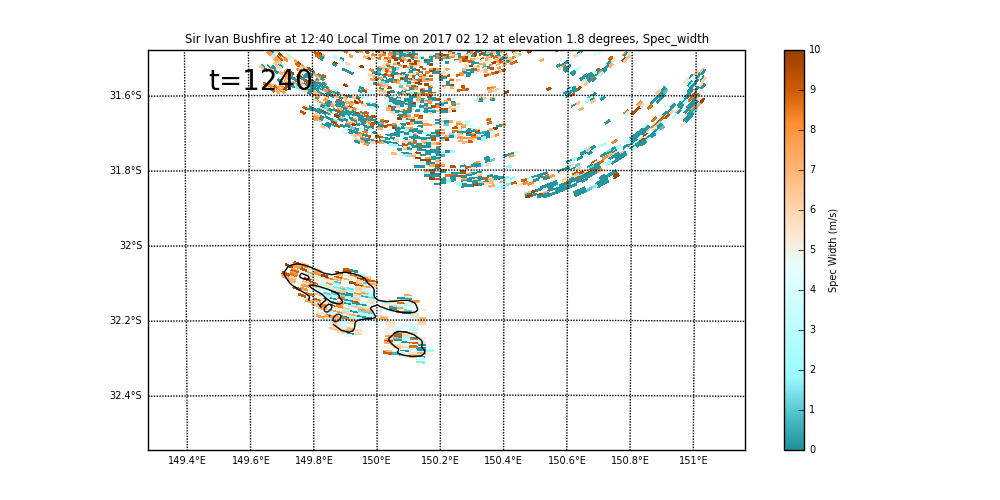 Sir Ivan Bushfire at 12:40 Local Time on 2017 02 12 at elevation 1.8 degrees, Spec_width
t=1240
31.6°S
31.8°S
32°S
32.2°S
32.4°S
149.4°E 149.6°E 149.8°E 150°E 150.2°E 150.4°E 150.6°E 150.8°E 151°E
10
9
8
7
6
5
4
3
2
1
0
Spec Width (m/s)